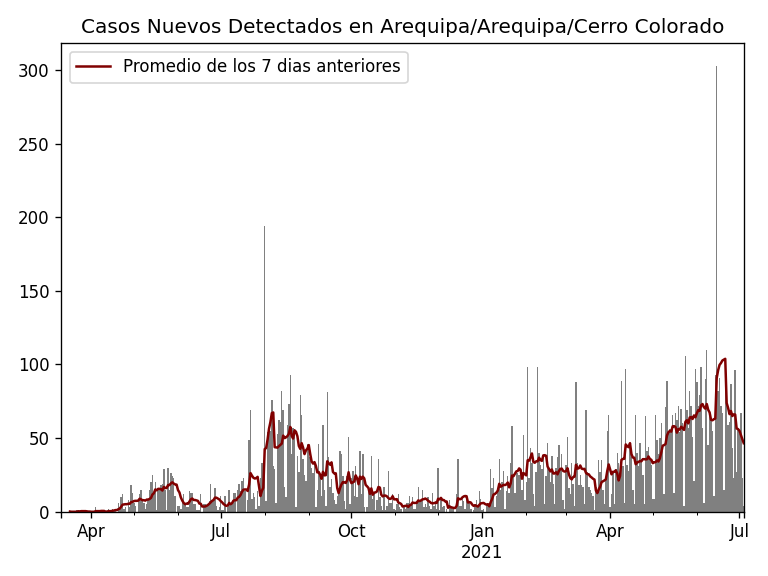 Casos Nuevos Detectados en Arequipa/Arequipa/Cerro Colorado
Promedio de los 7 dias anteriores
300
250
200
150
100
50
0
Apr Jul Oct Jan Apr Jul
2021